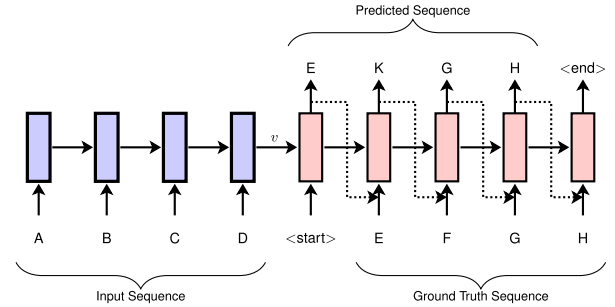 Predicted Sequence
E K G H <end>
v
A B C D <start> E F G H
Input Sequence Ground Truth Sequence